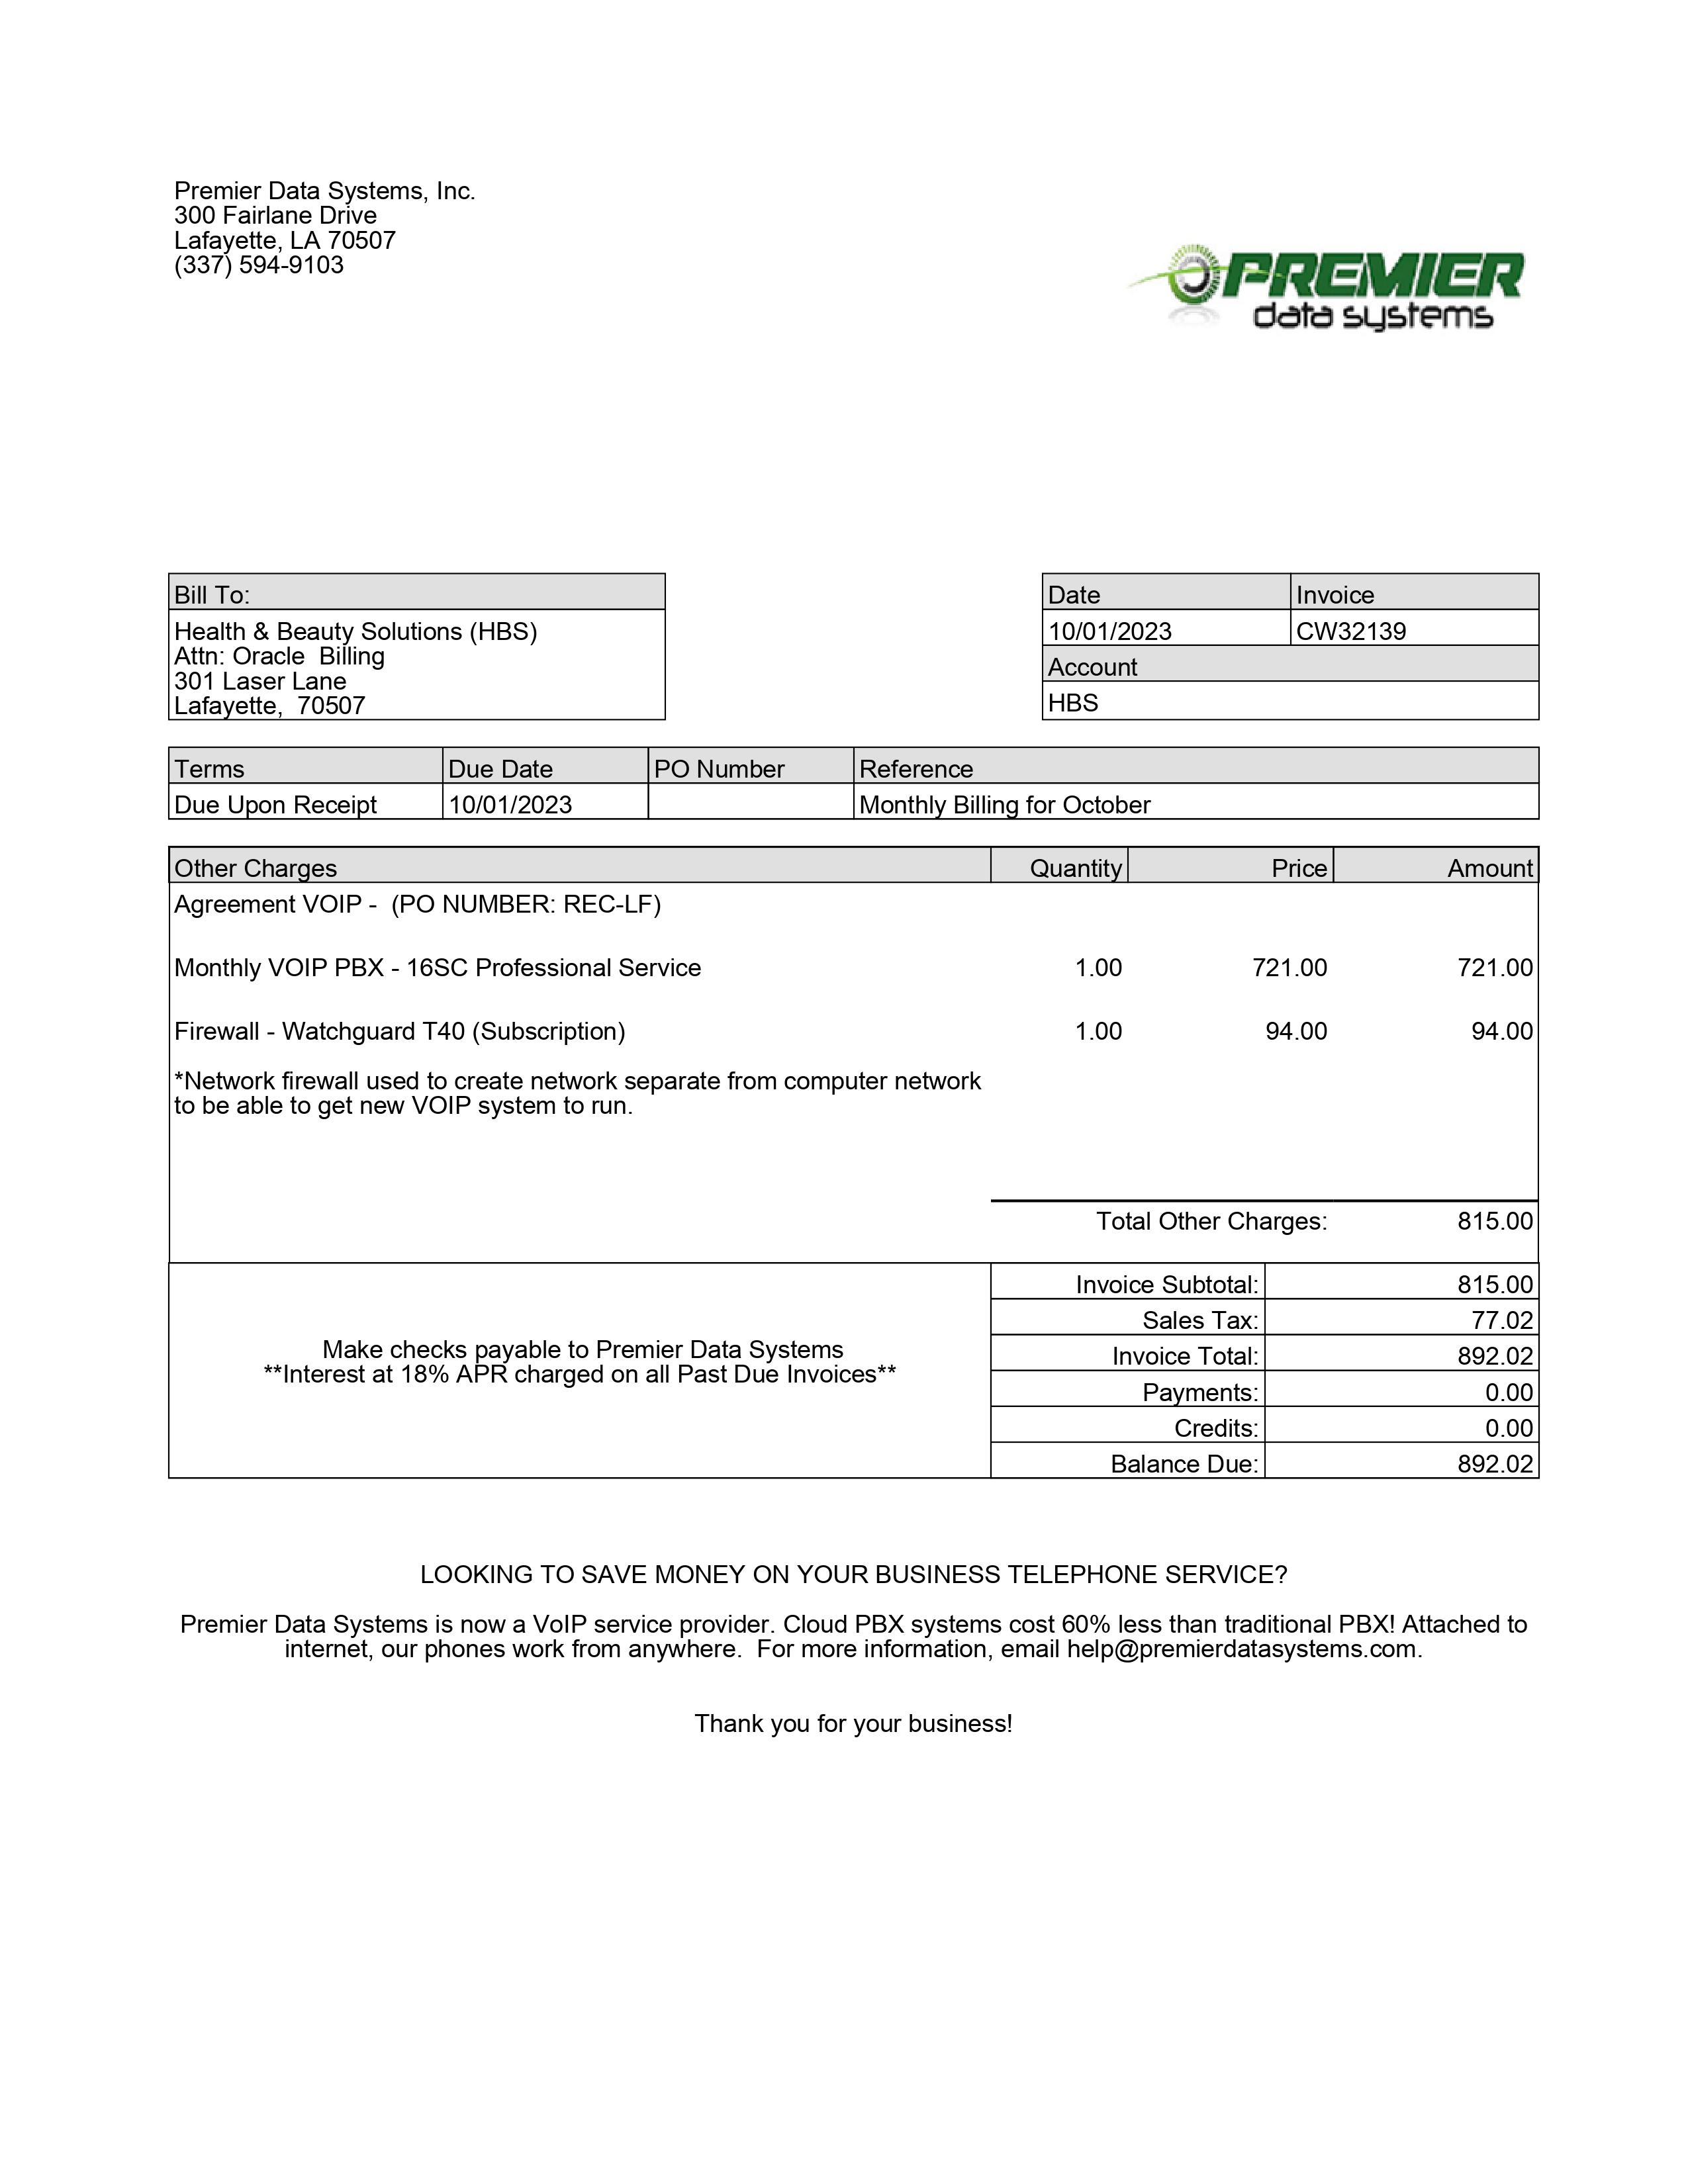 Premier Data Systems, Inc.
300 Fairlane Drive
Lafayette, LA 70507
(337) 594-9103
PREMIER
data systems
Bill To:
Health & Beauty Solutions (HBS)
Attn: Oracle  Billing
301 Laser Lane
Lafayette,  70507
Date Invoice
10/01/2023 CW32139
Account
HBS
Terms Due Date PO Number Reference
Due Upon Receipt 10/01/2023 Monthly Billing for October
Other Charges Quantity Price Amount
Agreement VOIP -  (PO NUMBER: REC-LF)
Monthly VOIP PBX - 16SC Professional Service 1.00 721.00 721.00
Firewall - Watchguard T40 (Subscription) 1.00 94.00 94.00
*Network firewall used to create network separate from computer network
to be able to get new VOIP system to run.
Total Other Charges: 815.00
Make checks payable to Premier Data Systems
**Interest at 18% APR charged on all Past Due Invoices**
Invoice Subtotal: 815.00
Sales Tax: 77.02
Invoice Total: 892.02
Payments: 0.00
Credits: 0.00
Balance Due: 892.02
LOOKING TO SAVE MONEY ON YOUR BUSINESS TELEPHONE SERVICE?
Premier Data Systems is now a VoIP service provider. Cloud PBX systems cost 60% less than traditional PBX! Attached to
internet, our phones work from anywhere.  For more information, email help@premierdatasystems.com.
Thank you for your business!